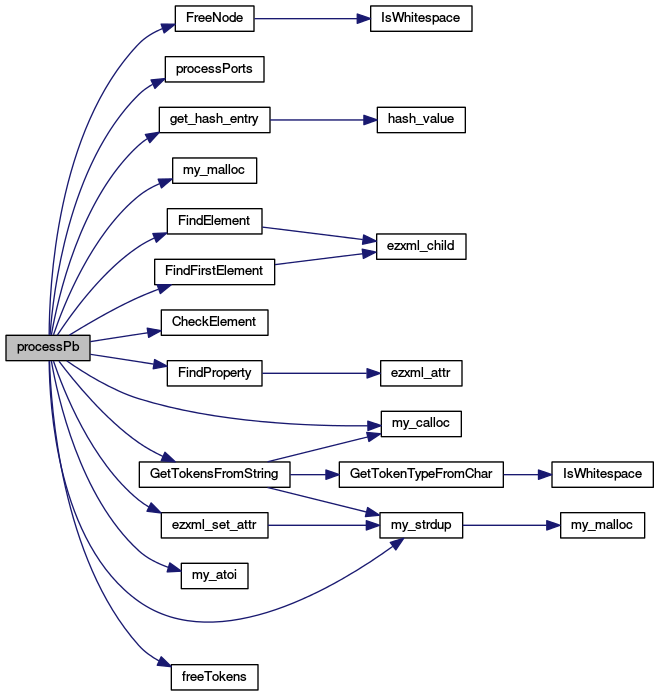 FreeNode
IsWhitespace
processPorts
get_hash_entry
hash_value
my_malloc
FindElement
ezxml_child
FindFirstElement
CheckElement
processPb
FindProperty
ezxml_attr
my_calloc
GetTokensFromString
GetTokenTypeFromChar
IsWhitespace
ezxml_set_attr
my_strdup
my_malloc
my_atoi
freeTokens